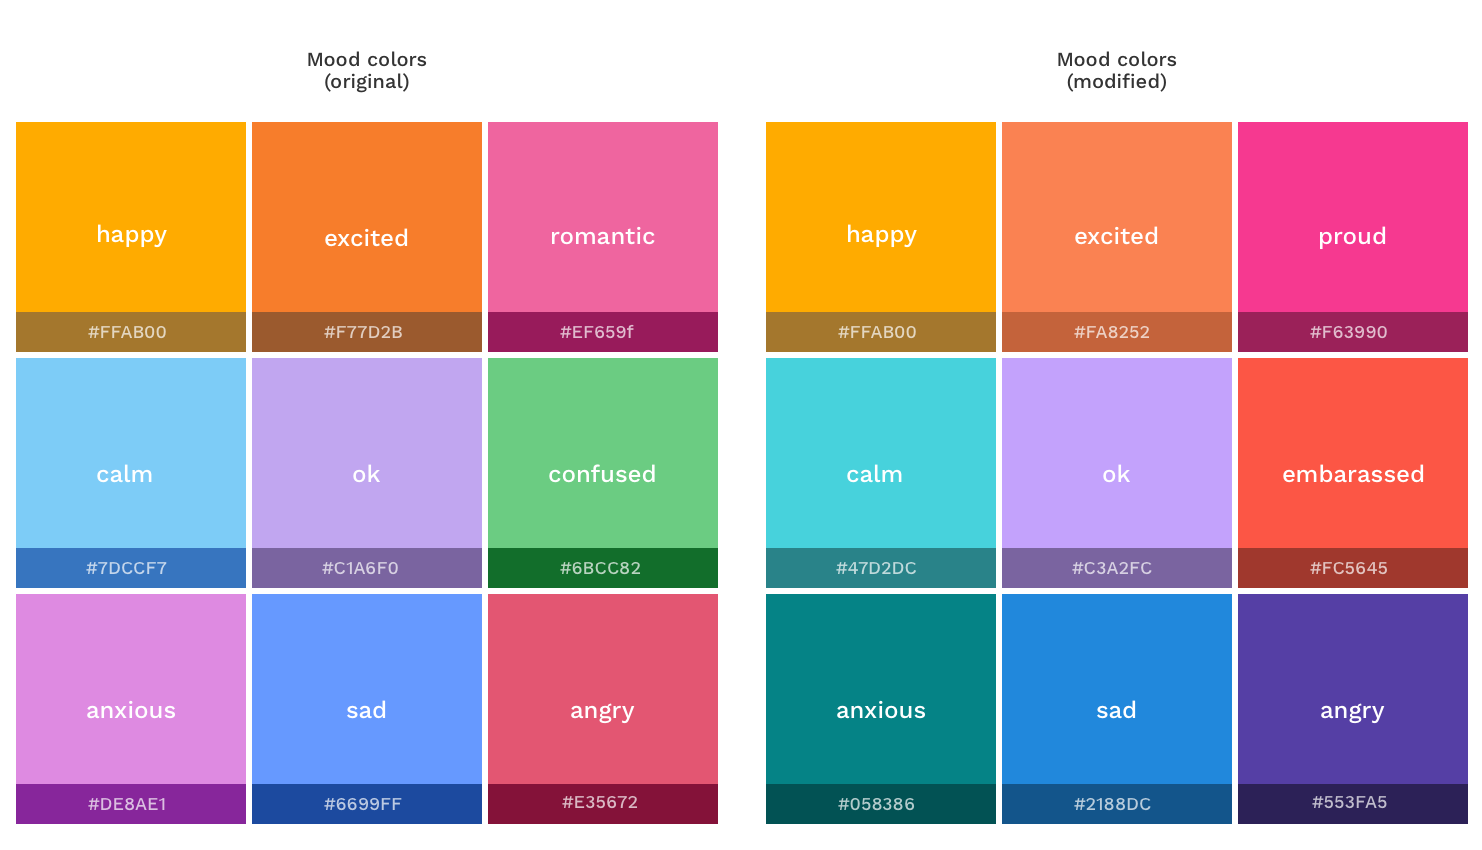 Mood colors
(original)
happy
excited
romantic
#FFAB00
#F77D2B
#EF659f
calm
ok
confused
#7DCCF7
#C1A6F0
#6BCC82
anxious
sad
angry
#DE8AE1
#6699FF
#E35672
Mood colors
(modified)
happy
excited
proud
#FFAB00
#FA8252
#F63990
calm
ok
embarassed
#47D2DC
#C3A2FC
#FC5645
anxious
sad
angry
#058386
#2188DC
#553FA5